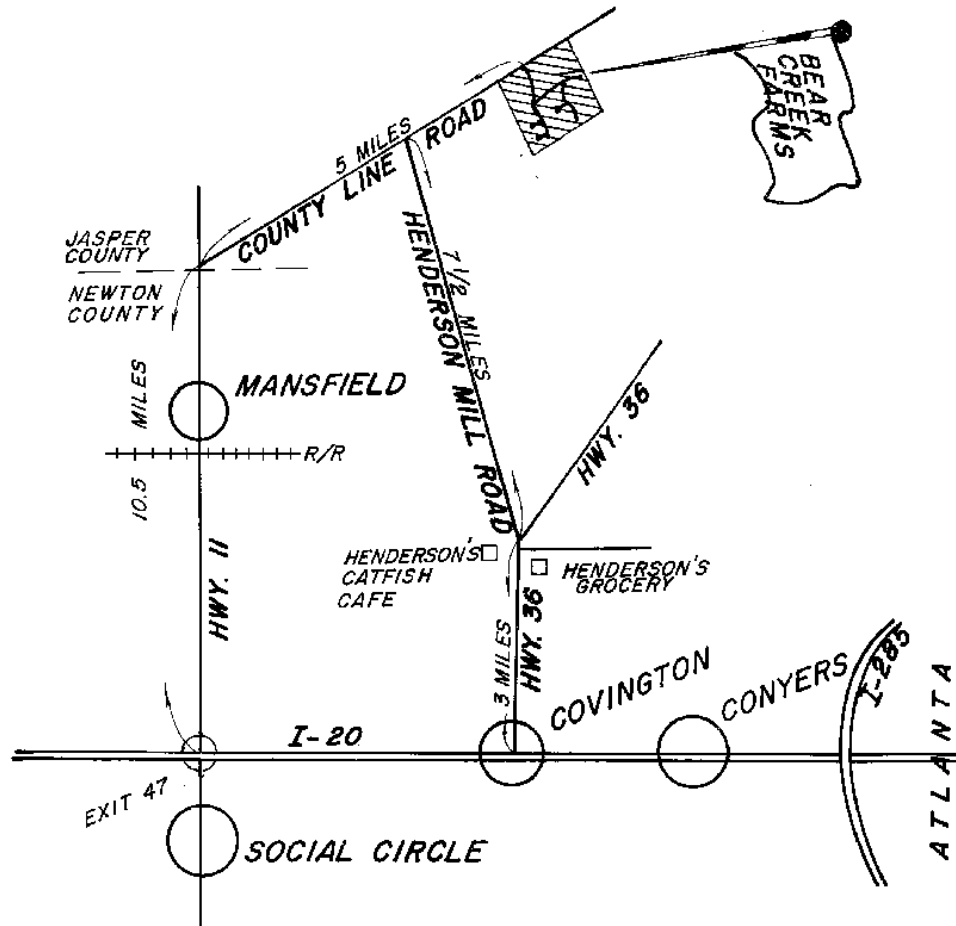 BEAR
CREEK
FARMS
5 MILES
COUNTY LINE ROAD
JASPER
COUNTY
NEWTON
COUNTY
HENDERSON MILL ROAD
7 1/2 MILES
MANSFIELD
R/R
10.5 MILES
HWY. 36
HWY. 11
HENDERSON'S
CATFISH
CAFE
HENDERSON'S
GROCERY
3 MILES
HWY. 36
COVINGTON
CONYERS
I-285
ATLANTA
I-20
EXIT 47
SOCIAL CIRCLE